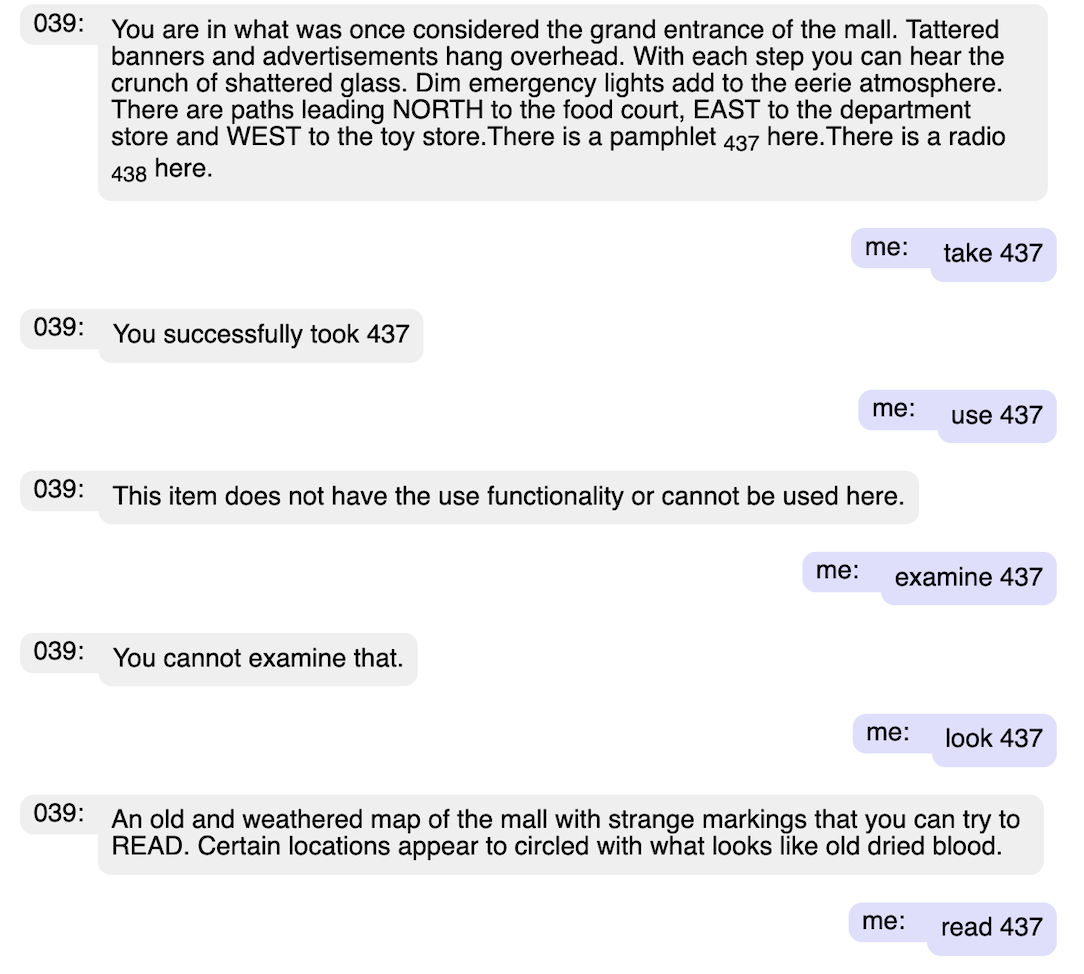 039:
You are in what was once considered the grand entrance of the mall. Tattered
banners and advertisements hang overhead. With each step you can hear the
crunch of shattered glass. Dim emergency lights add to the eerie atmosphere.
There are paths leading NORTH to the food court, EAST to the department
store and WEST to the toy store.There is a pamphlet 437 here.There is a radio
438 here.
me: take 437
039: You successfully took 437
me: use 437
039: This item does not have the use functionality or cannot be used here.
me: examine 437
039: You cannot examine that.
me: look 437
039: An old and weathered map of the mall with strange markings that you can try to
READ. Certain locations appear to circled with what looks like old dried blood.
me: read 437